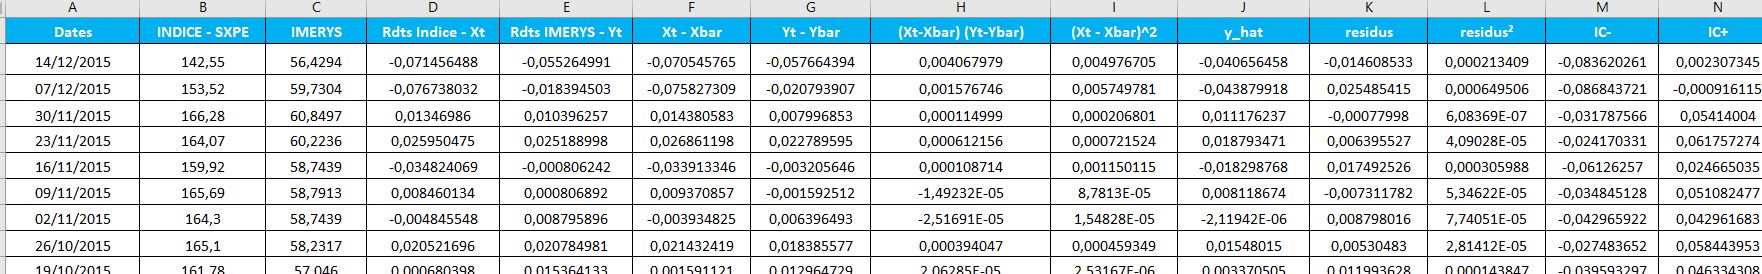 A B C D E F G H I J K L M N
Dates INDICE - SXPE IMERYS Rdts Indice - Xt Rdts IMERYS - Yt Xt - Xbar Yt - Ybar (Xt-Xbar) (Yt-Ybar) (Xt - Xbar)^2 y_hat residus residus² IC- IC+
14/12/2015 142,55 56,4294 -0,071456488 -0,055264991 -0,070545765 -0,057664394 0,004067979 0,004976705 -0,040656458 -0,014608533 0,000213409 -0,083620261 0,002307345
07/12/2015 153,52 59,7304 -0,076738032 -0,018394503 -0,075827309 -0,020793907 0,001576746 0,005749781 -0,043879918 0,025485415 0,000649506 -0,086843721 -0,000916115
30/11/2015 166,28 60,8497 0,01346986 0,010396257 0,014380583 0,007996853 0,000114999 0,000206801 0,011176237 -0,00077998 6,08369E-07 -0,031787566 0,05414004
23/11/2015 164,07 60,2236 0,025950475 0,025188998 0,026861198 0,022789595 0,000612156 0,000721524 0,018793471 0,006395527 4,09028E-05 -0,024170331 0,061757274
16/11/2015 159,92 58,7439 -0,034824069 -0,000806242 -0,033913346 -0,003205646 0,000108714 0,001150115 -0,018298768 0,017492526 0,000305988 -0,06126257 0,024665035
09/11/2015 165,69 58,7913 0,008460134 0,000806892 0,009370857 -0,001592512 -1,49232E-05 8,7813E-05 0,008118674 -0,007311782 5,34622E-05 -0,034845128 0,051082477
02/11/2015 164,3 58,7439 -0,004845548 0,008795896 -0,003934825 0,006396493 -2,51691E-05 1,54828E-05 -2,11942E-06 0,008798016 7,74051E-05 -0,042965922 0,042961683
26/10/2015 165,1 58,2317 0,020521696 0,020784981 0,021432419 0,018385577 0,000394047 0,000459349 0,01548015 0,00530483 2,81412E-05 -0,027483652 0,058443953
19/10/2015 161,78 57,046 0,000680398 0,015364133 0,001591121 0,012964729 2,06285E-05 2,53167E-06 0,003370505 0,011993628 0,000143847 -0,039593297 0,046334308